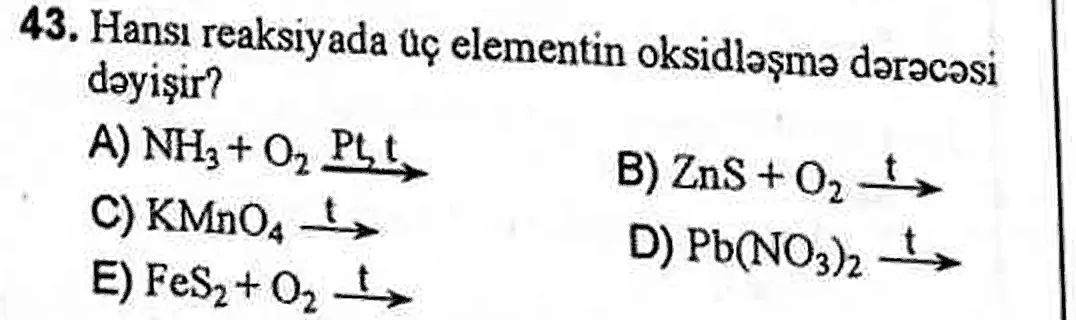 43. Hansı reaksiyada üç elementin oksidləşmə dərəcəsi
dəyişir?
A) NH₃ + O₂ Pt, t→
B) ZnS + O₂ t→
C) KMnO₄ t→
D) Pb(NO₃)₂ t→
E) FeS₂ + O₂ t→